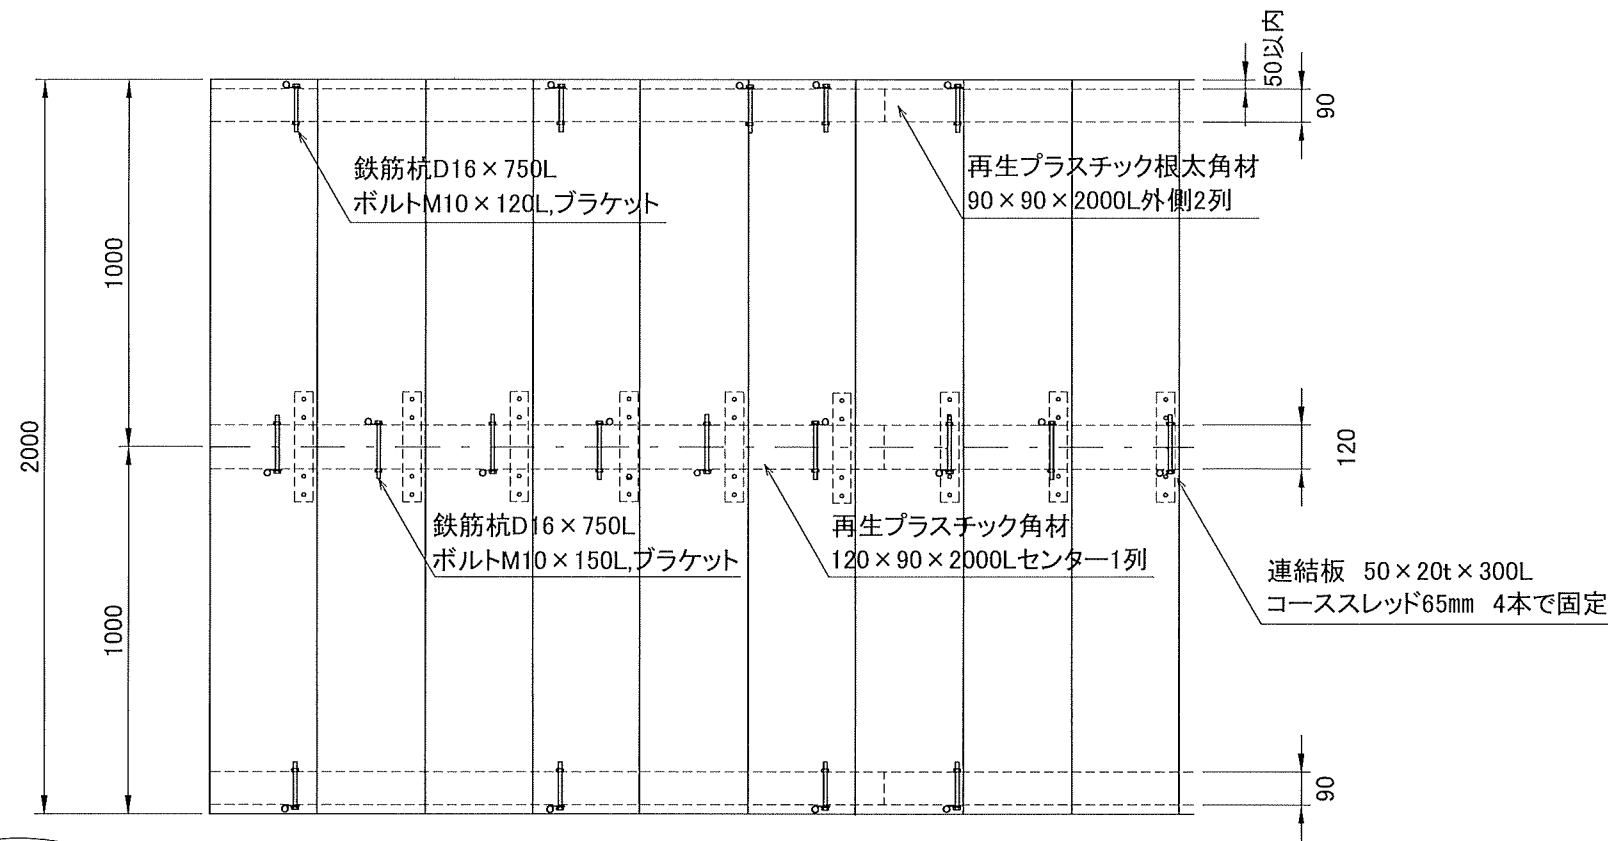 50以内
90
鉄筋杭D16×750L
ボルトM10×120L,ブラケット
再生プラスチック根太角材
90×90×2000L外側2列
1000
2000
120
鉄筋杭D16×750L
ボルトM10×150L,ブラケット
再生プラスチック角材
120×90×2000Lセンター1列
連結板 50×20t×300L
コーススレッド65mm 4本で固定
1000
90